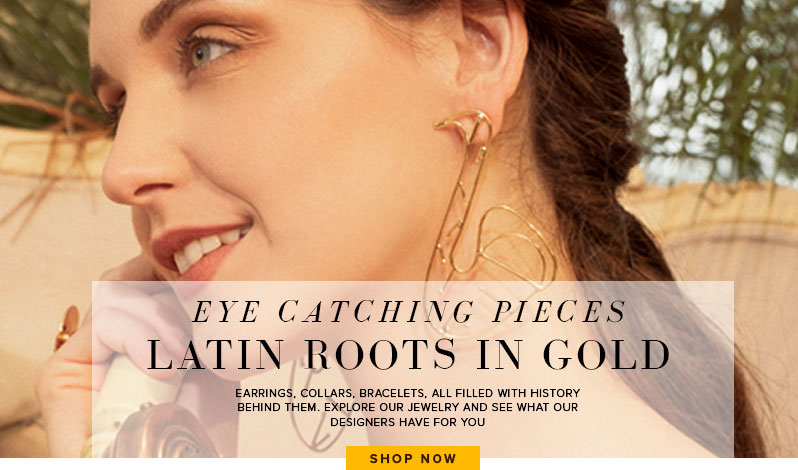 EYE CATCHING PIECES
LATIN ROOTS IN GOLD
EARRINGS, COLLARS, BRACELETS, ALL FILLED WITH HISTORY
BEHIND THEM. EXPLORE OUR JEWELRY AND SEE WHAT OUR
DESIGNERS HAVE FOR YOU
SHOP NOW